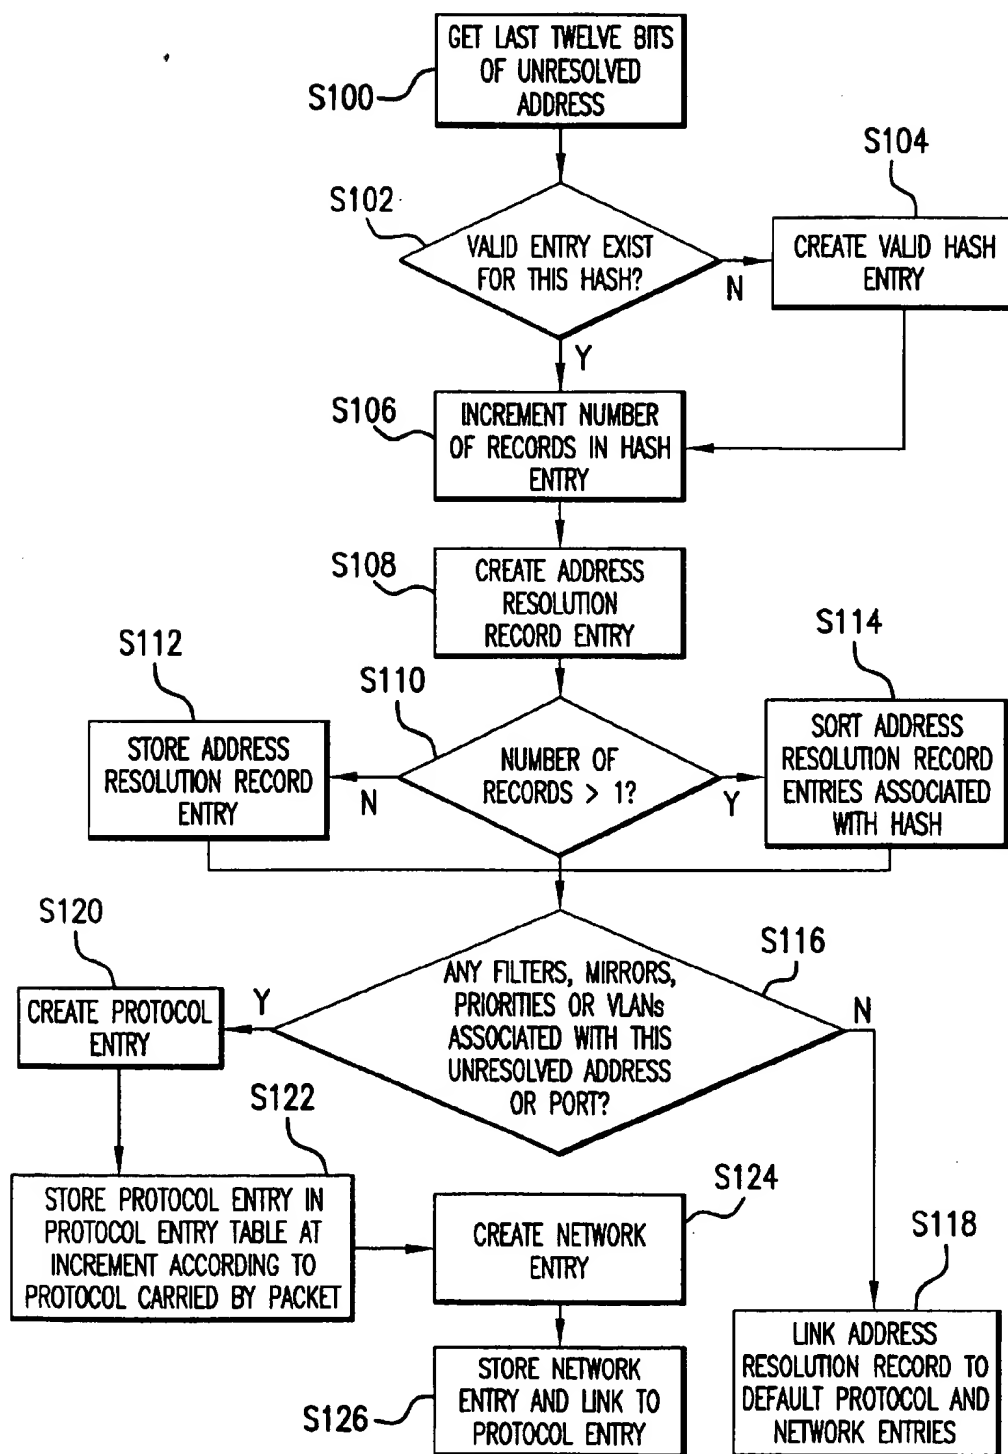 GET LAST TWELVE BITS
OF UNRESOLVED
ADDRESS
S100
S104
S102
VALID ENTRY EXIST
FOR THIS HASH?
N
CREATE VALID HASH
ENTRY
Y
S106
INCREMENT NUMBER
OF RECORDS IN HASH
ENTRY
S108
CREATE ADDRESS
RESOLUTION
RECORD ENTRY
S112
S114
S110
STORE ADDRESS
RESOLUTION RECORD
ENTRY
N
NUMBER OF
RECORDS > 1?
Y
SORT ADDRESS
RESOLUTION RECORD
ENTRIES ASSOCIATED
WITH HASH
S120
S116
CREATE PROTOCOL
ENTRY
Y
ANY FILTERS, MIRRORS,
PRIORITIES OR VLANs
ASSOCIATED WITH THIS
UNRESOLVED ADDRESS
OR PORT?
N
S122
STORE PROTOCOL ENTRY IN
PROTOCOL ENTRY TABLE AT
INCREMENT ACCORDING TO
PROTOCOL CARRIED BY PACKET
S124
CREATE NETWORK
ENTRY
S118
LINK ADDRESS
RESOLUTION RECORD TO
DEFAULT PROTOCOL AND
NETWORK ENTRIES
STORE NETWORK
ENTRY AND LINK TO
PROTOCOL ENTRY
S126